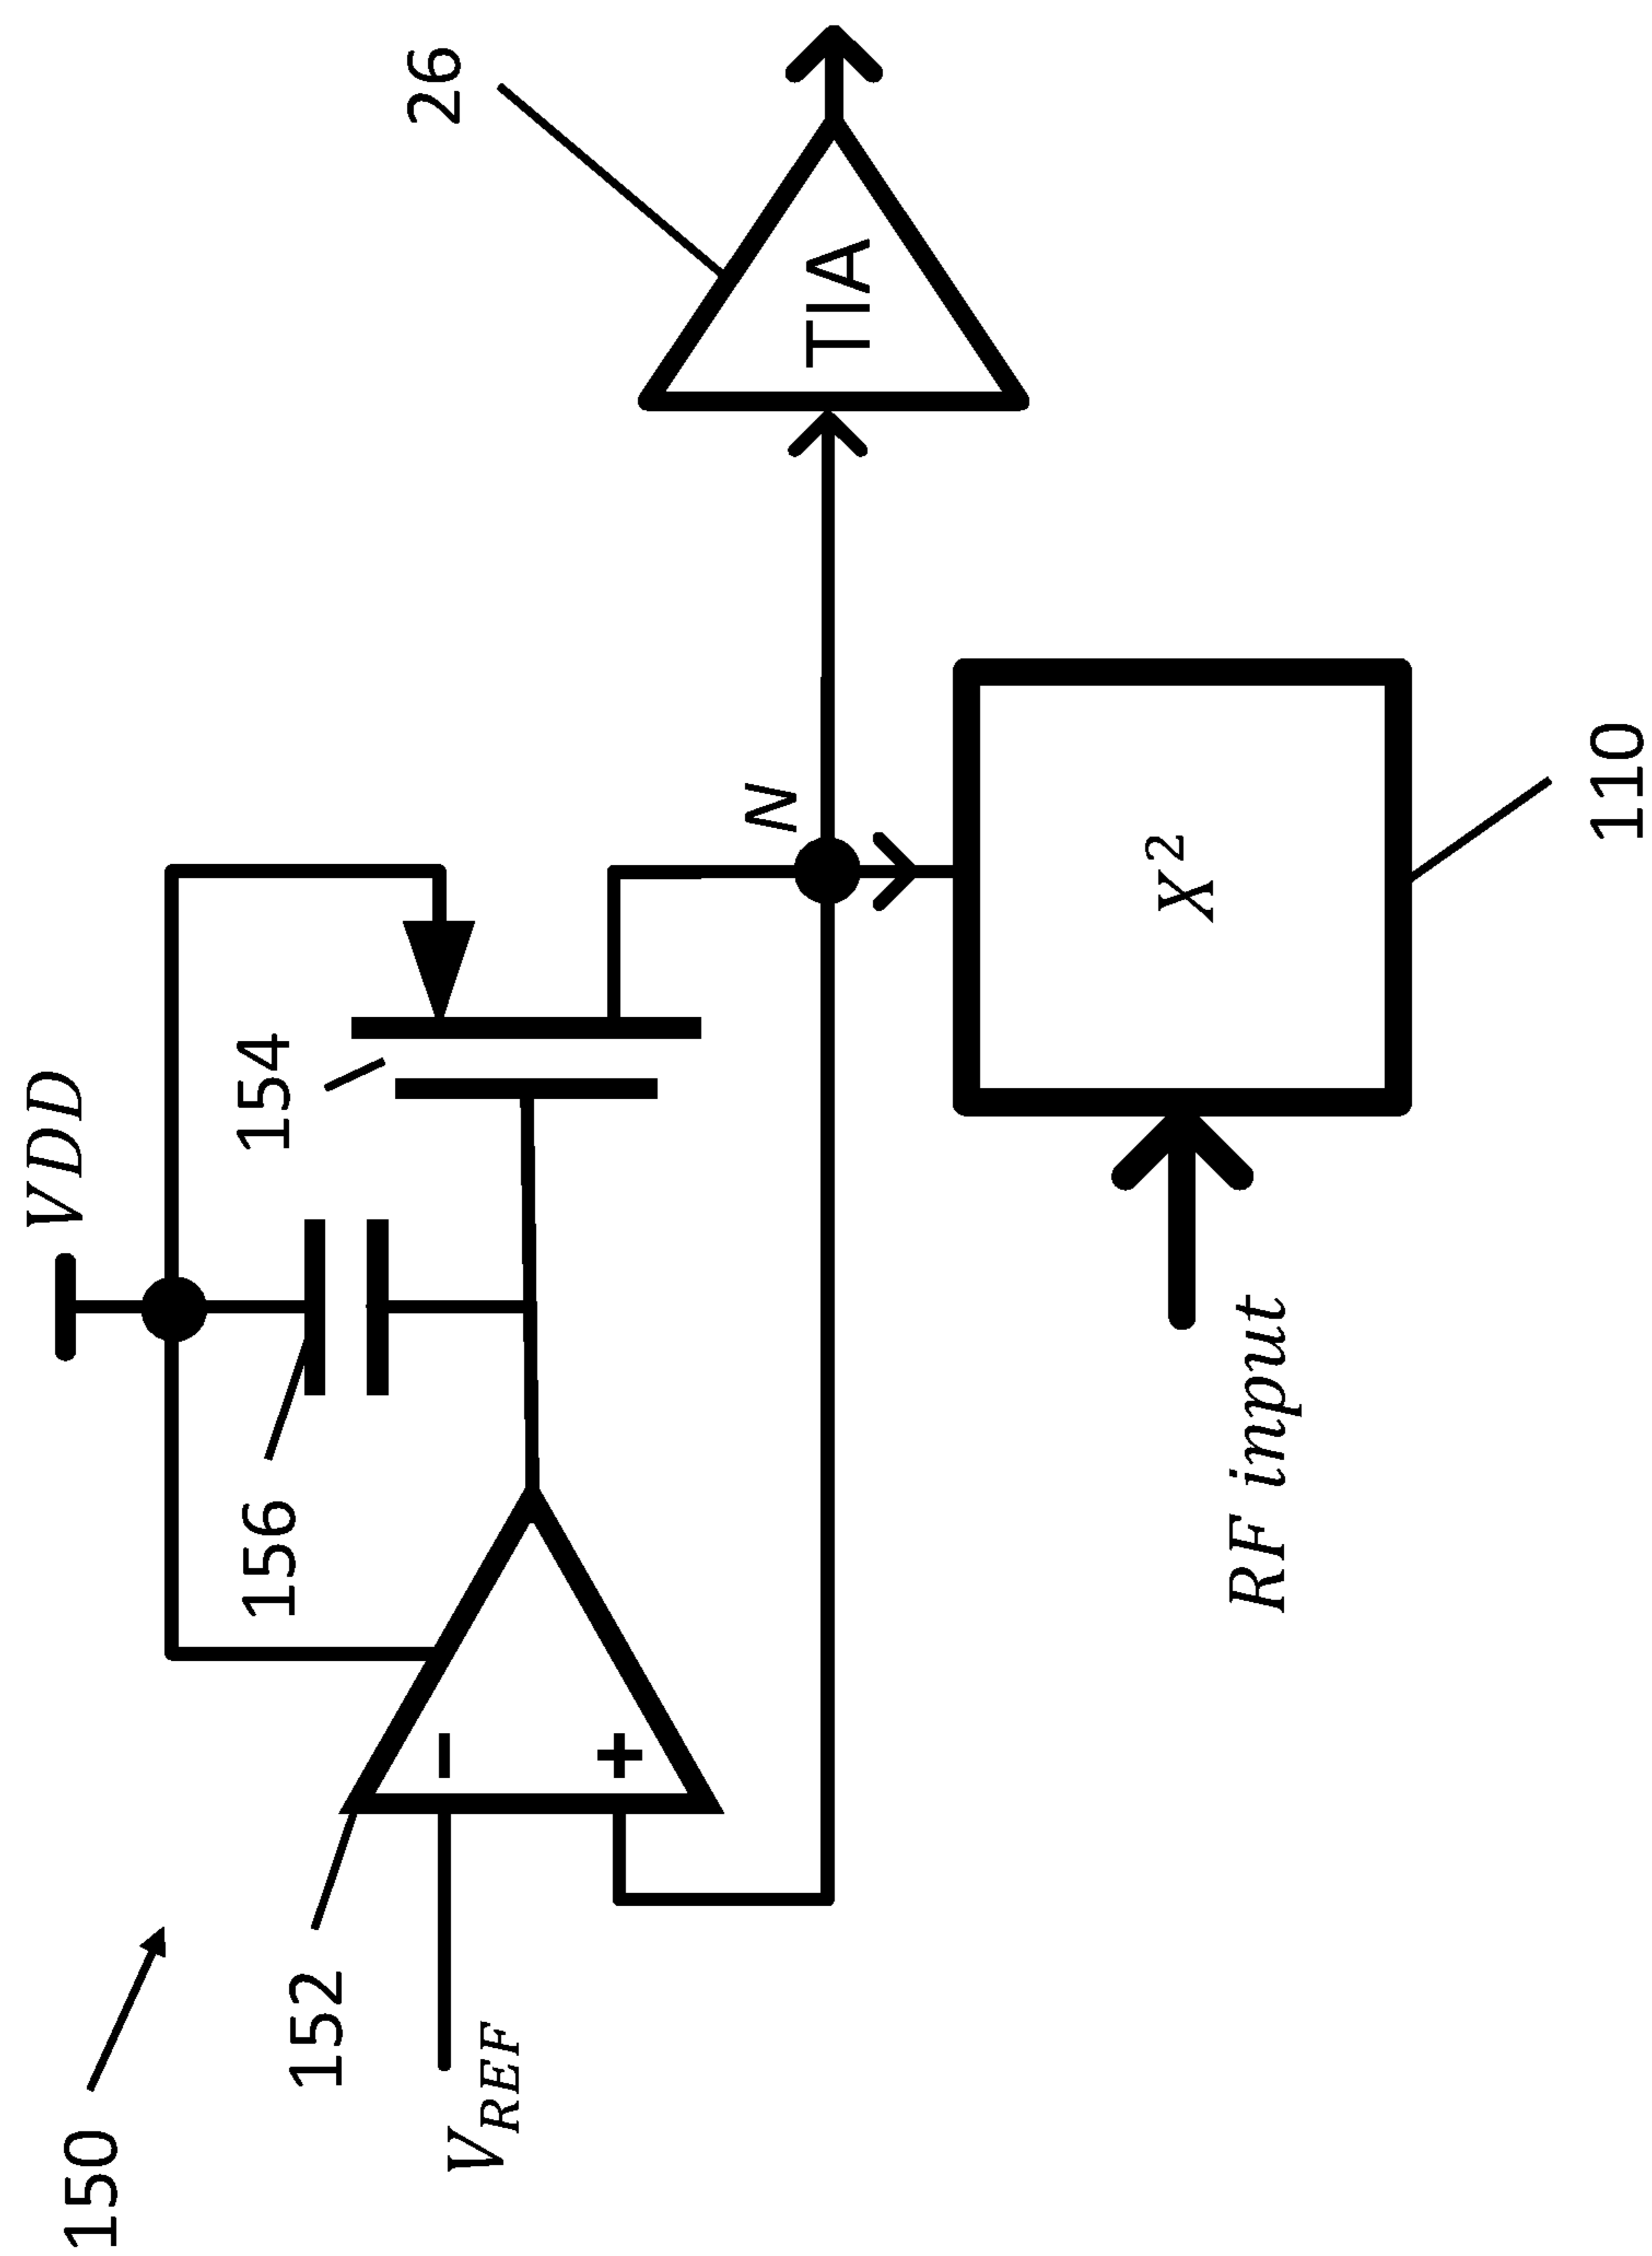 150
152
V_REF
156
VDD
154
−
+
N
TIA
26
X²
110
RF input